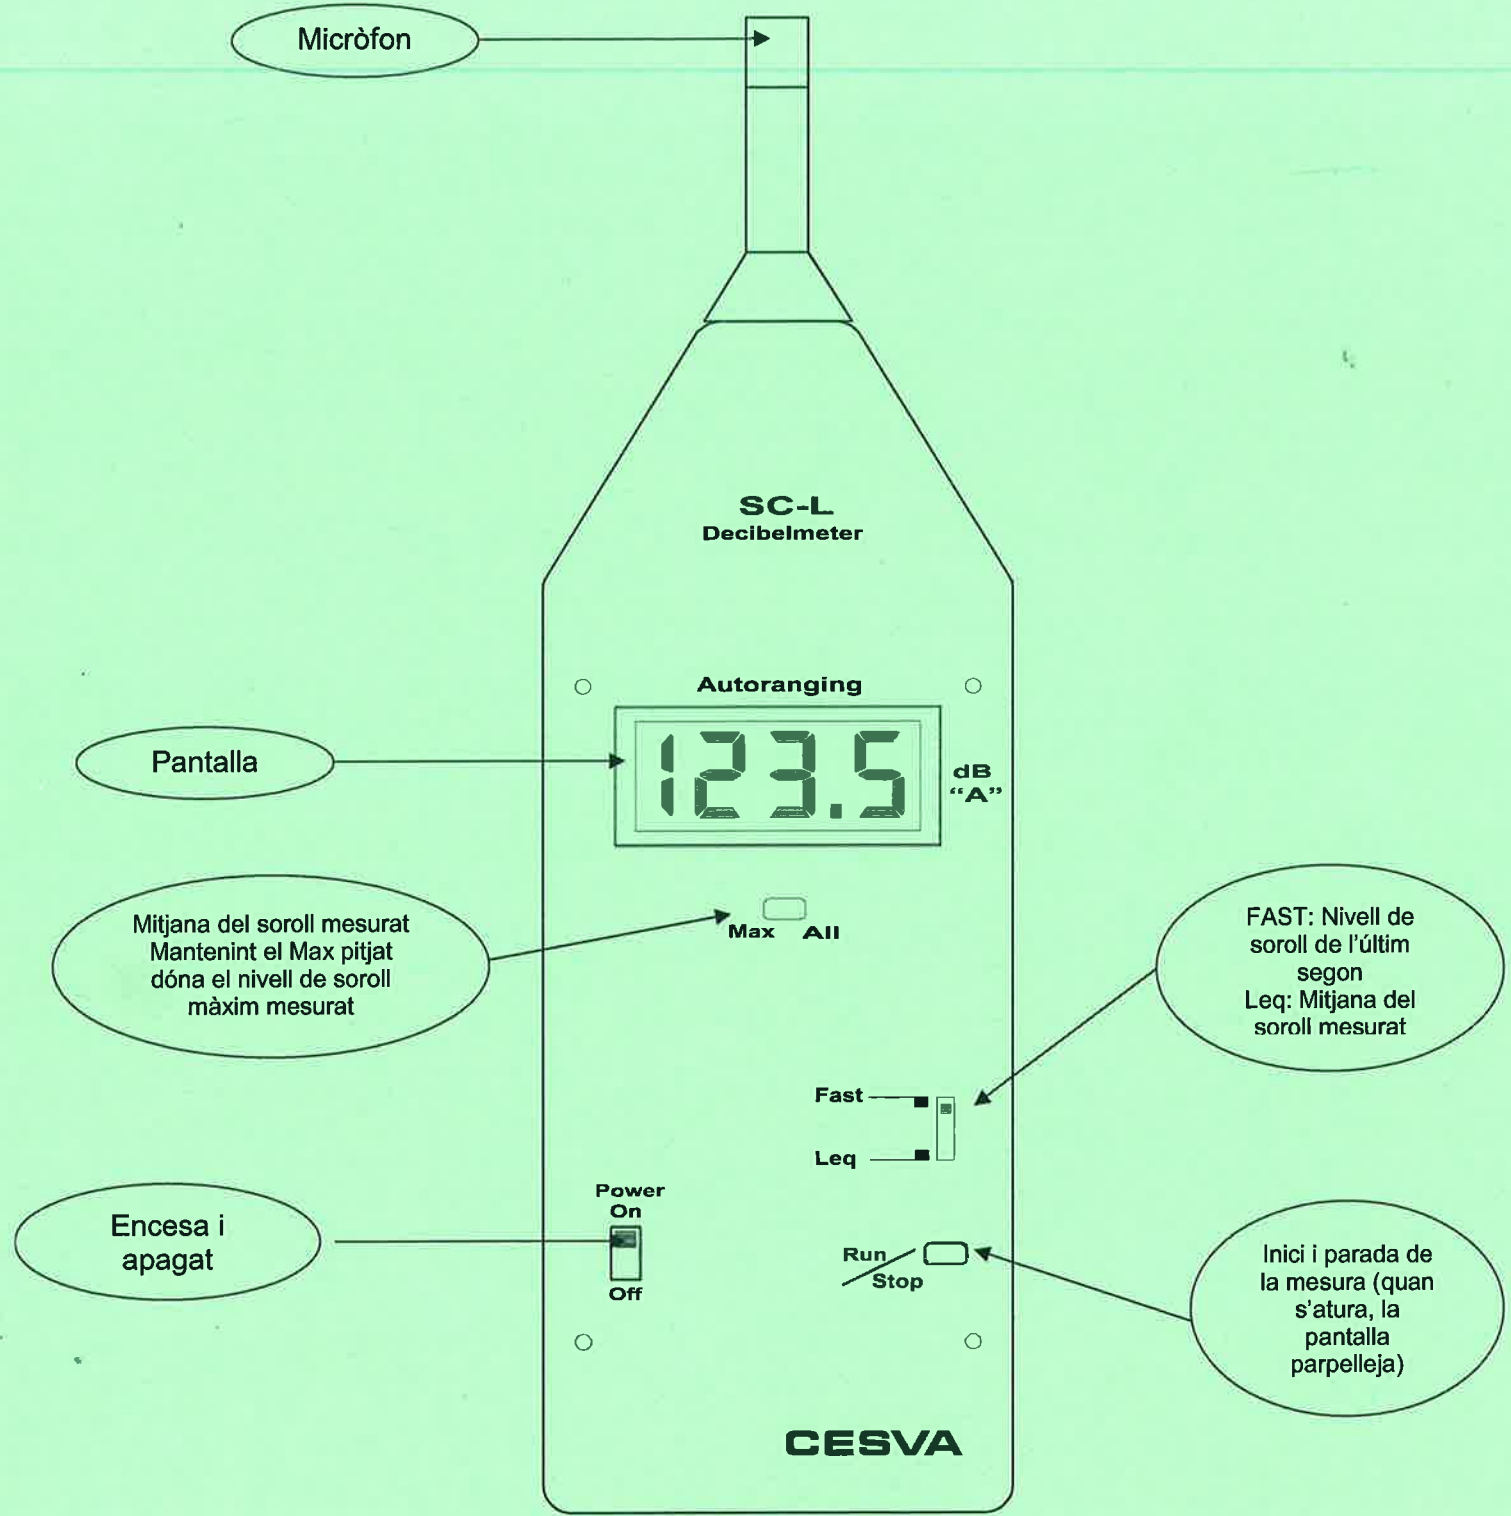 Micròfon
SC-L
Decibelmeter
Autoranging
Pantalla
123.5
dB
“A”
Mitjana del soroll mesurat
Mantenint el Max pitjat
dóna el nivell de soroll
màxim mesurat
Max All
FAST: Nivell de
soroll de l'últim
segon
Leq: Mitjana del
soroll mesurat
Fast
Leq
Power
On
Off
Encesa i
apagat
Run
Stop
Inici i parada de
la mesura (quan
s'atura, la
pantalla
parpelleja)
CESVA